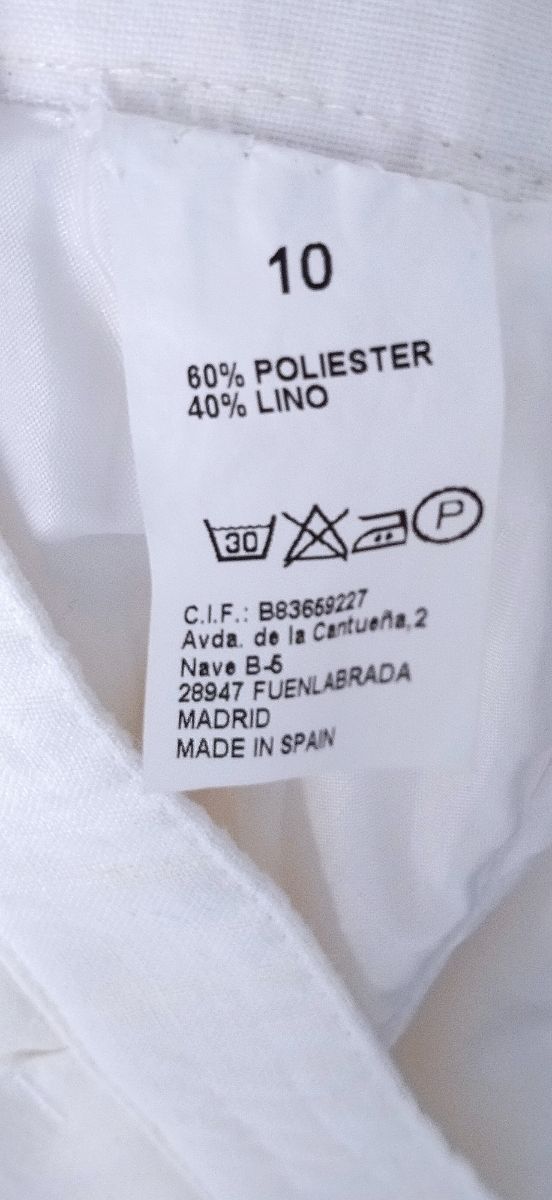 10
60% POLIESTER
40% LINO
30 P
C.I.F.: B83659227
Avda. de la Cantueña, 2
Nave B-5
28947 FUENLABRADA
MADRID
MADE IN SPAIN